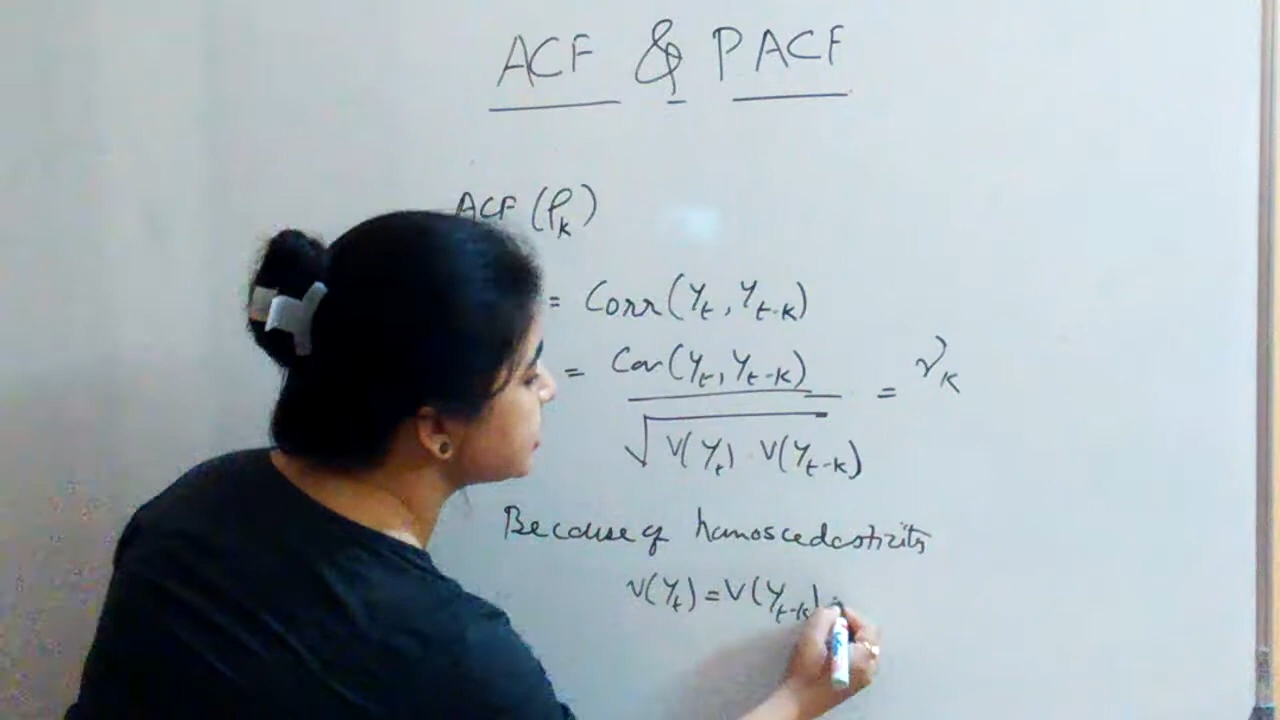 ACF & PACF
ACF (ρₖ)
= Corr(Yₜ, Yₜ₋ₖ)
= Cov(Yₜ, Yₜ₋ₖ) / √V(Yₜ) · V(Yₜ₋ₖ) = γₖ
Because of homoscedasticity
V(Yₜ) = V(Yₜ₋ₖ)